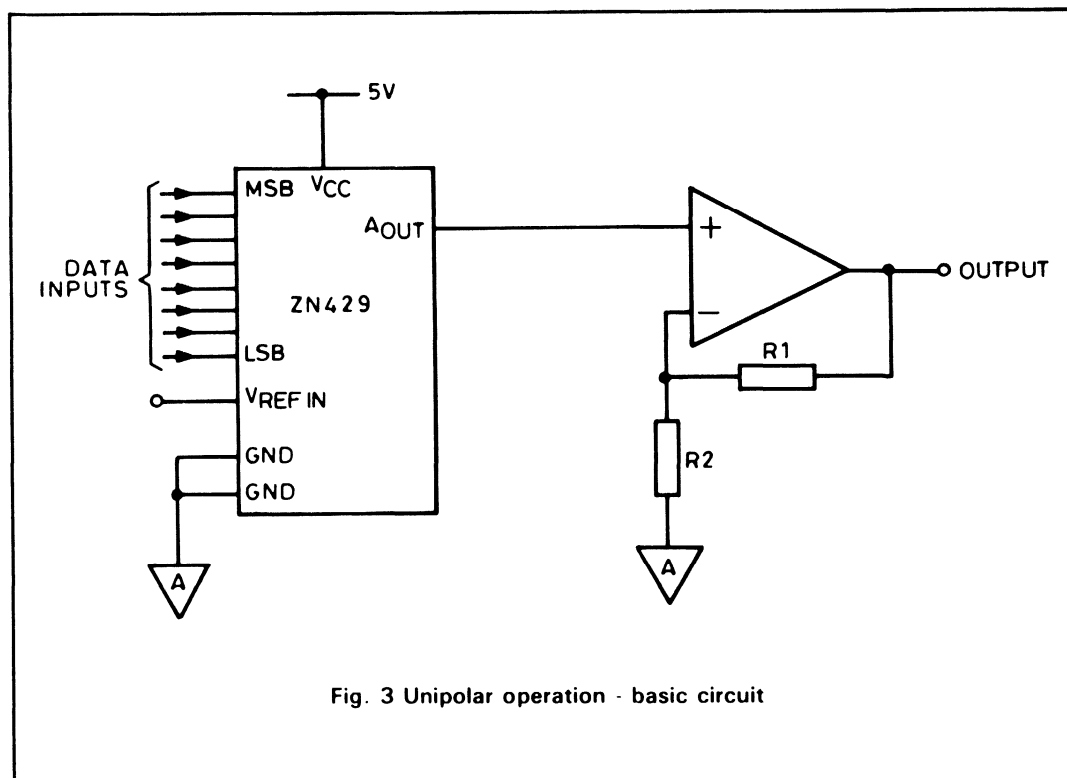 5V
MSB
VCC
AOUT
DATA
INPUTS
ZN429
LSB
VREF IN
GND
GND
A
+
−
OUTPUT
R1
R2
A
Fig. 3 Unipolar operation - basic circuit